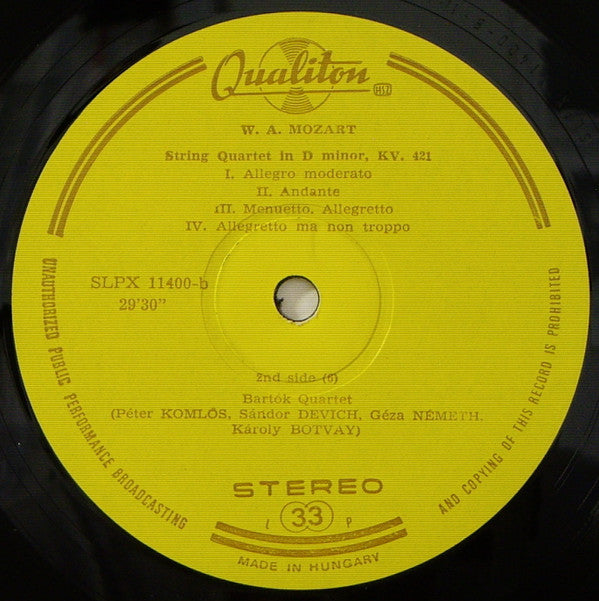 Qualiton
HSZ
W. A. MOZART
String Quartet in D minor, KV. 421
I. Allegro moderato
II. Andante
III. Menuetto. Allegretto
IV. Allegretto ma non troppo
SLPX 11400-b
29'30"
2nd side (6)
Bartók Quartet
(Péter KOMLÓS, Sándor DEVICH, Géza NÉMETH,
Károly BOTVAY)
STEREO
L 33 P
MADE IN HUNGARY
UNAUTHORIZED PUBLIC PERFORMANCE BROADCASTING
AND COPYING OF THIS RECORD IS PROHIBITED